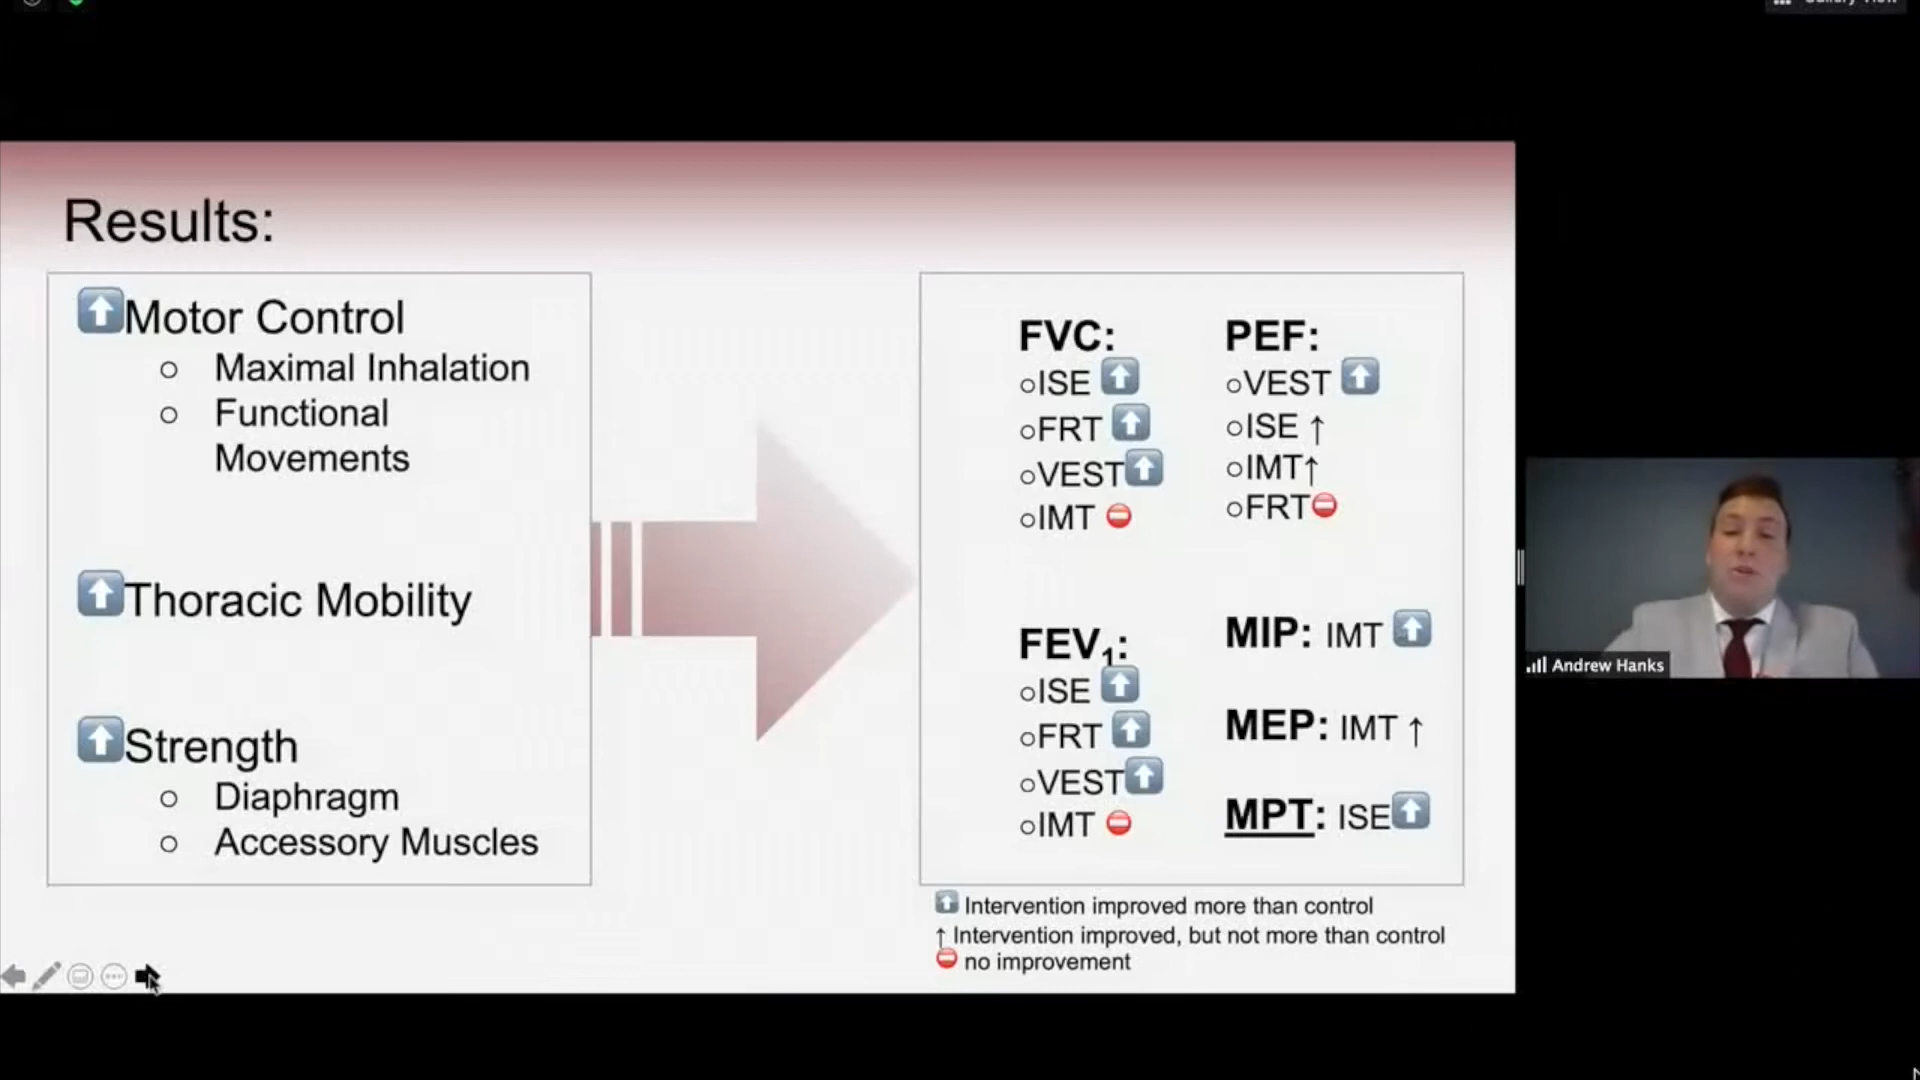 Gallery View
Results:
⬆Motor Control
○ Maximal Inhalation
○ Functional
Movements
⬆Thoracic Mobility
⬆Strength
○ Diaphragm
○ Accessory Muscles
FVC:
○ISE ⬆
○FRT ⬆
○VEST⬆
○IMT ⛔
FEV₁:
○ISE ⬆
○FRT ⬆
○VEST⬆
○IMT ⛔
PEF:
○VEST ⬆
○ISE ↑
○IMT↑
○FRT⛔
MIP: IMT ⬆
MEP: IMT ↑
MPT: ISE⬆
⬆ Intervention improved more than control
↑ Intervention improved, but not more than control
⛔ no improvement
Andrew Hanks